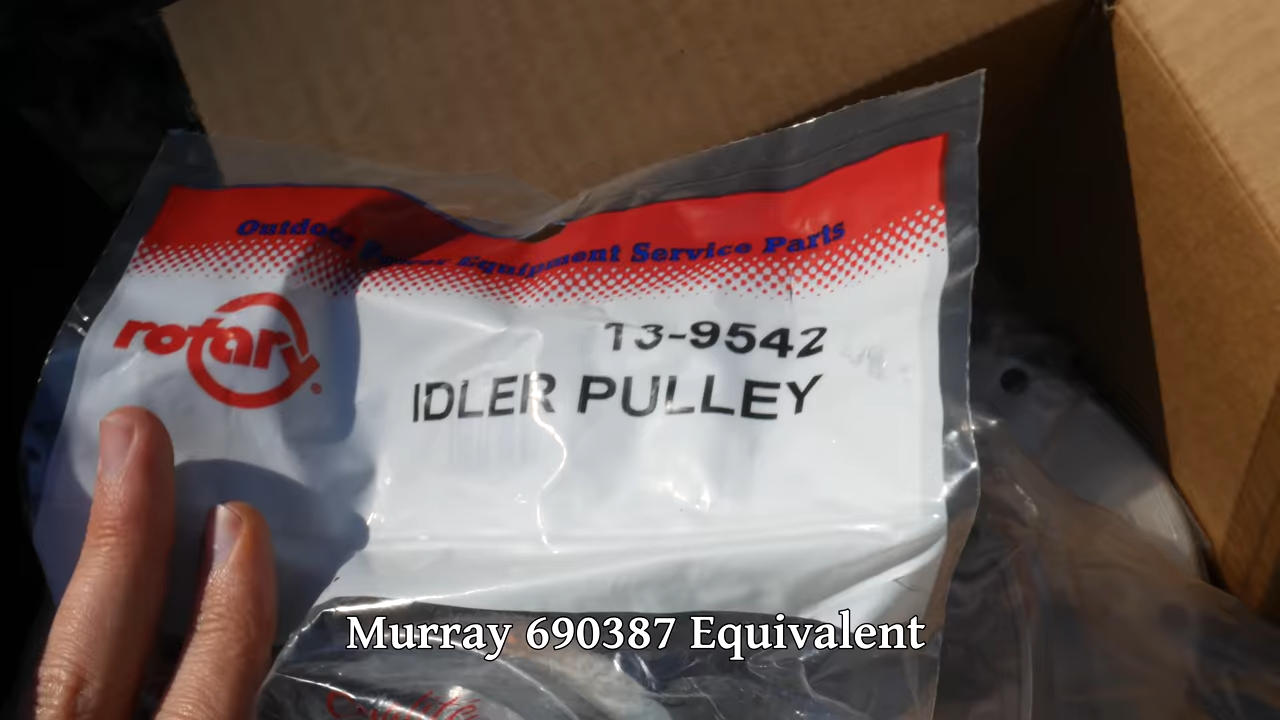 Outdoor Power Equipment Service Parts
rotary
13-9542
IDLER PULLEY
Murray 690387 Equivalent